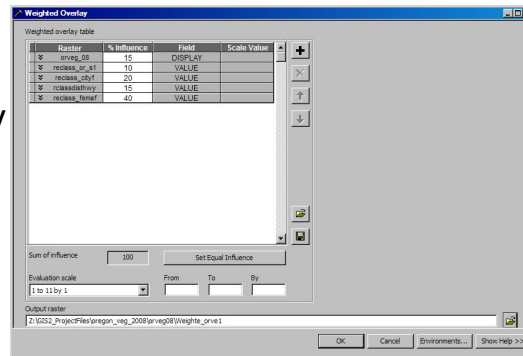 Weighted Overlay
Weighted overlay table
Raster % Influence Field Scale Value
orveg_08 15 DISPLAY
reclass_or_s1 10 VALUE
reclass_cityf 20 VALUE
rclassdisthwy 15 VALUE
reclass_femaf 40 VALUE
Sum of influence 100 Set Equal Influence
Evaluation scale From To By
1 to 11 by 1
Output raster
Z:\GIS2_ProjectFiles\oregon_veg_2008\orveg08\Weighte_orve1
OK Cancel Environments... Show Help >>